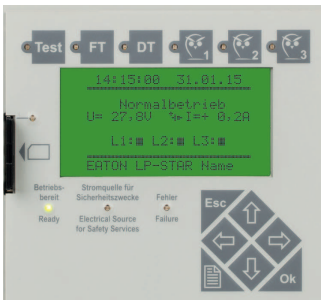 Test FT DT 1 2 3
14:15:00 31.01.15
Normalbetrieb
U= 27,8V I=+ 0,2A
L1: L2: L3:
EATON LP-STAR Name
Betriebs-
bereit
Ready
Stromquelle für
Sicherheitszwecke
Electrical Source
for Safety Services
Fehler
Failure
Esc
Ok